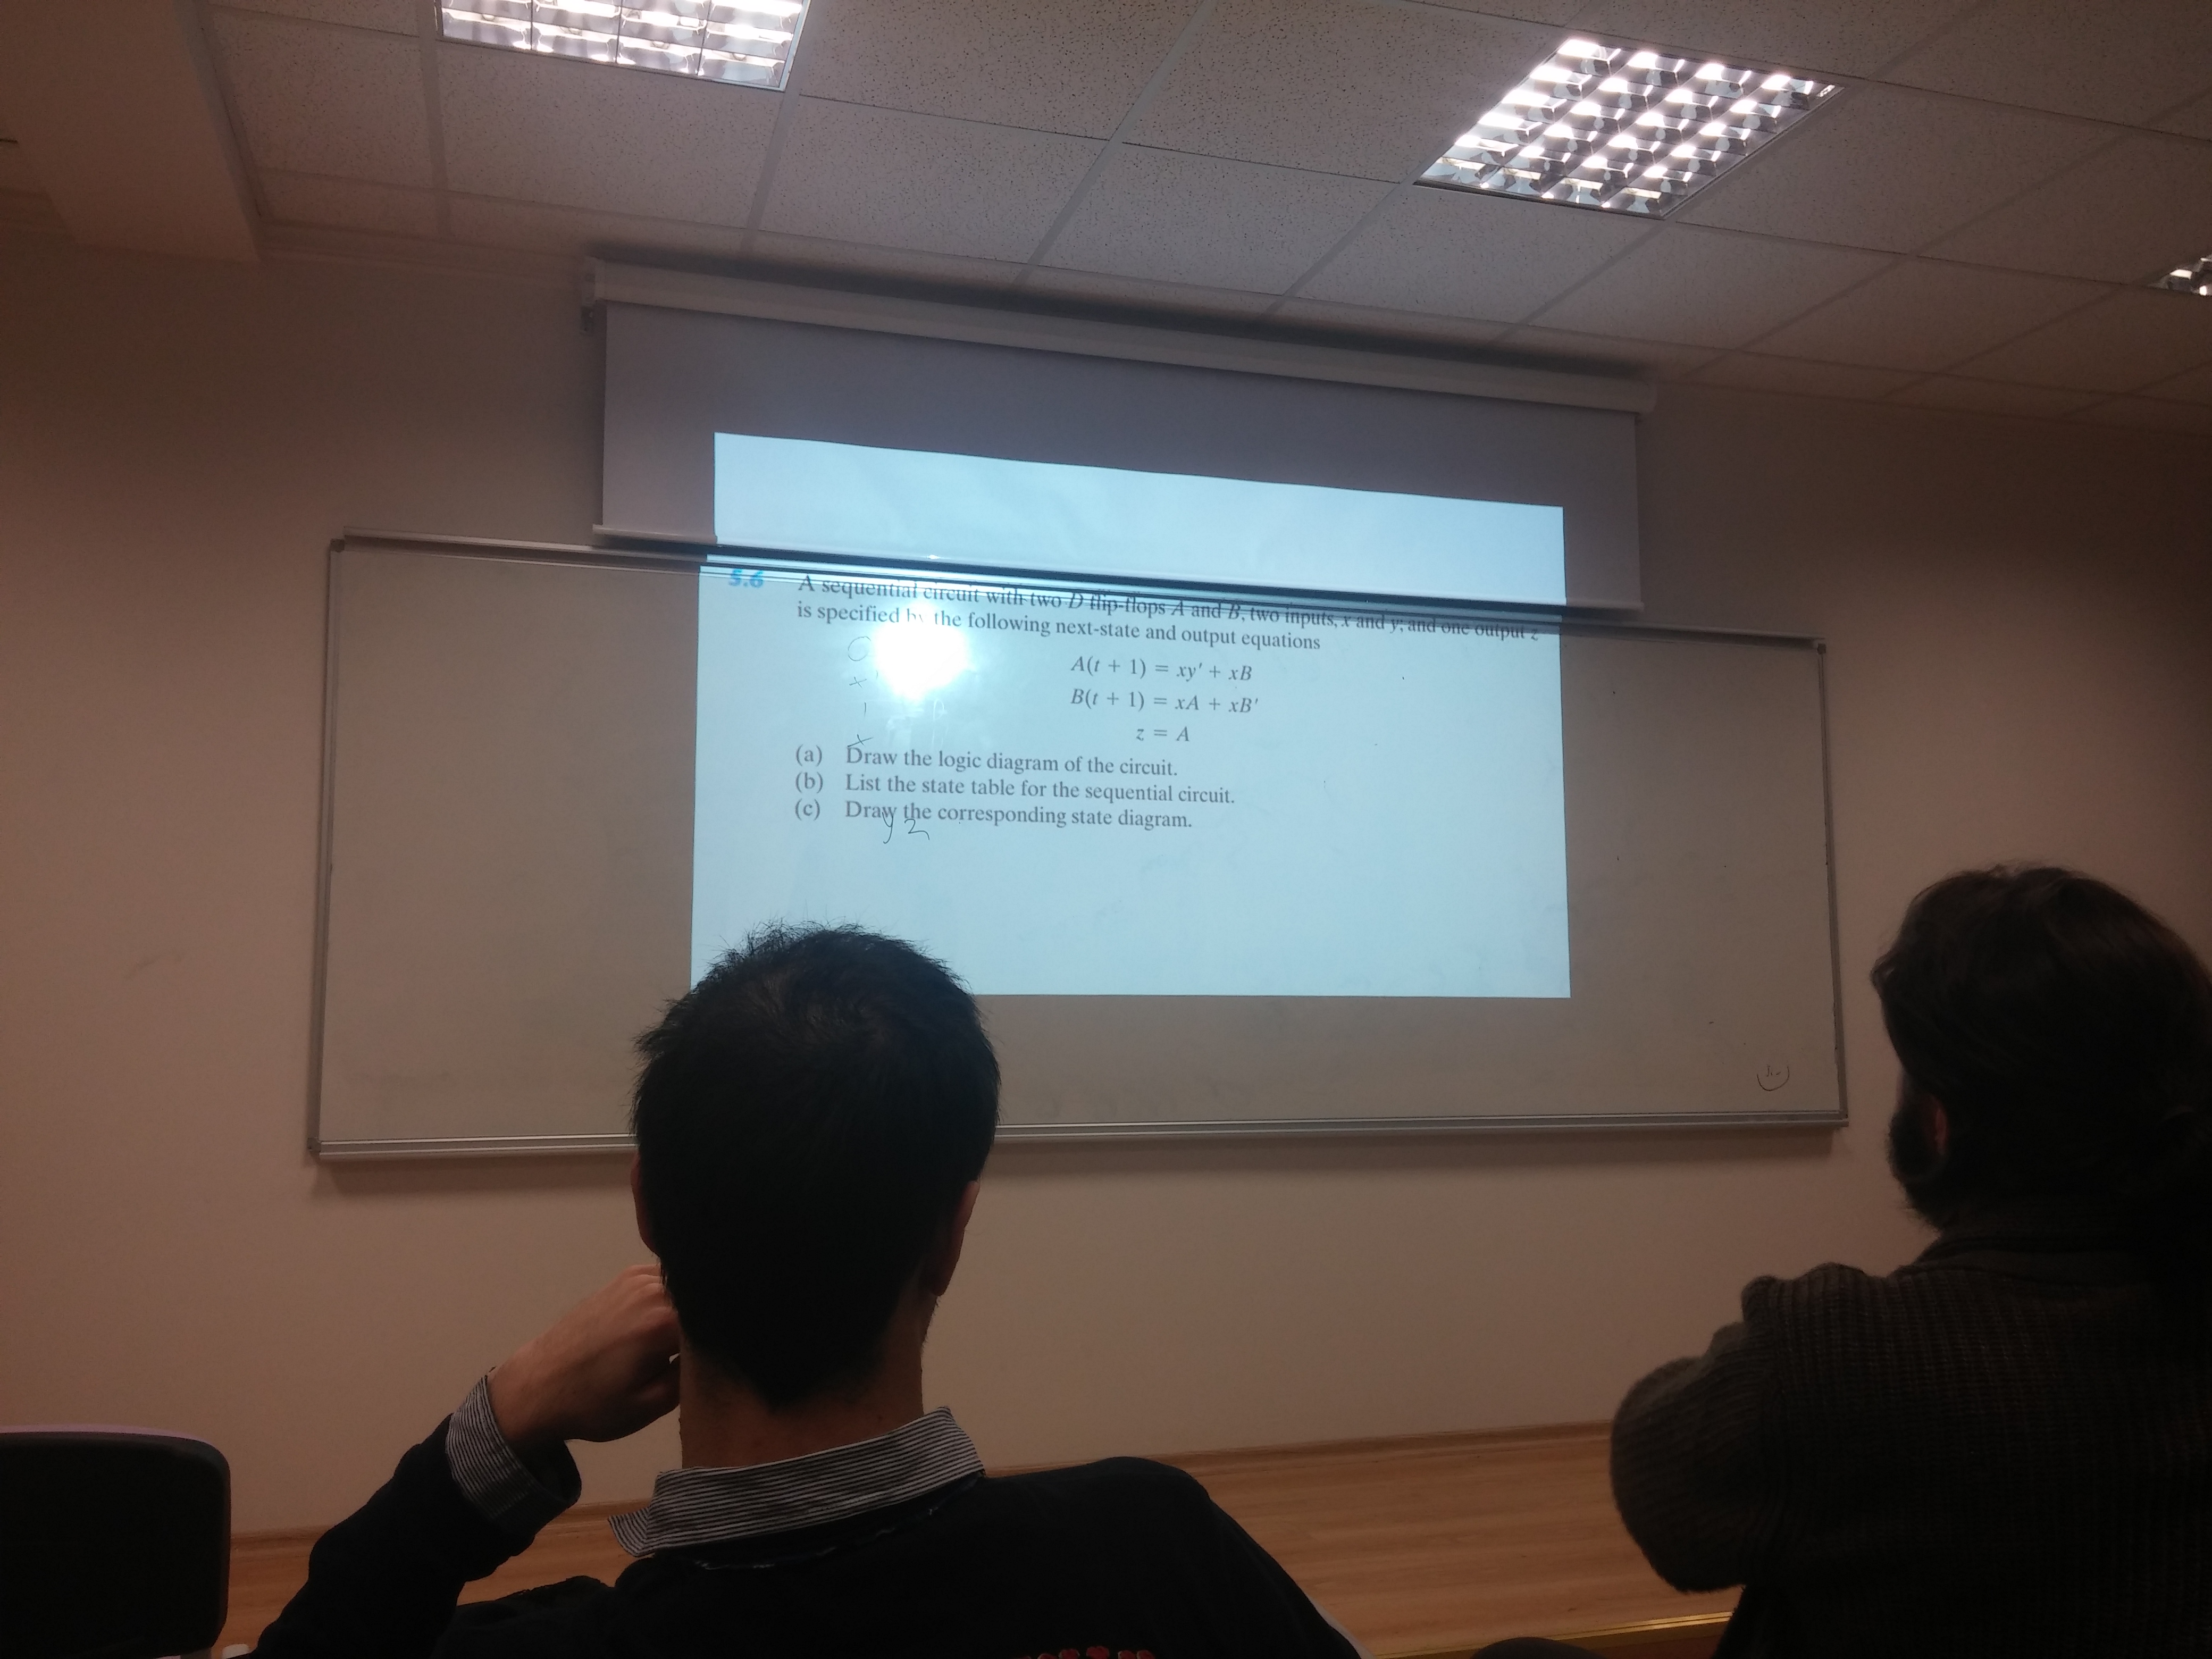 5.6 A sequential circuit with two D flip-flops A and B, two inputs, x and y, and one output z
is specified by the following next-state and output equations
A(t + 1) = xy′ + xB
B(t + 1) = xA + xB′
z = A
(a) Draw the logic diagram of the circuit.
(b) List the state table for the sequential circuit.
(c) Draw the corresponding state diagram.
y 2